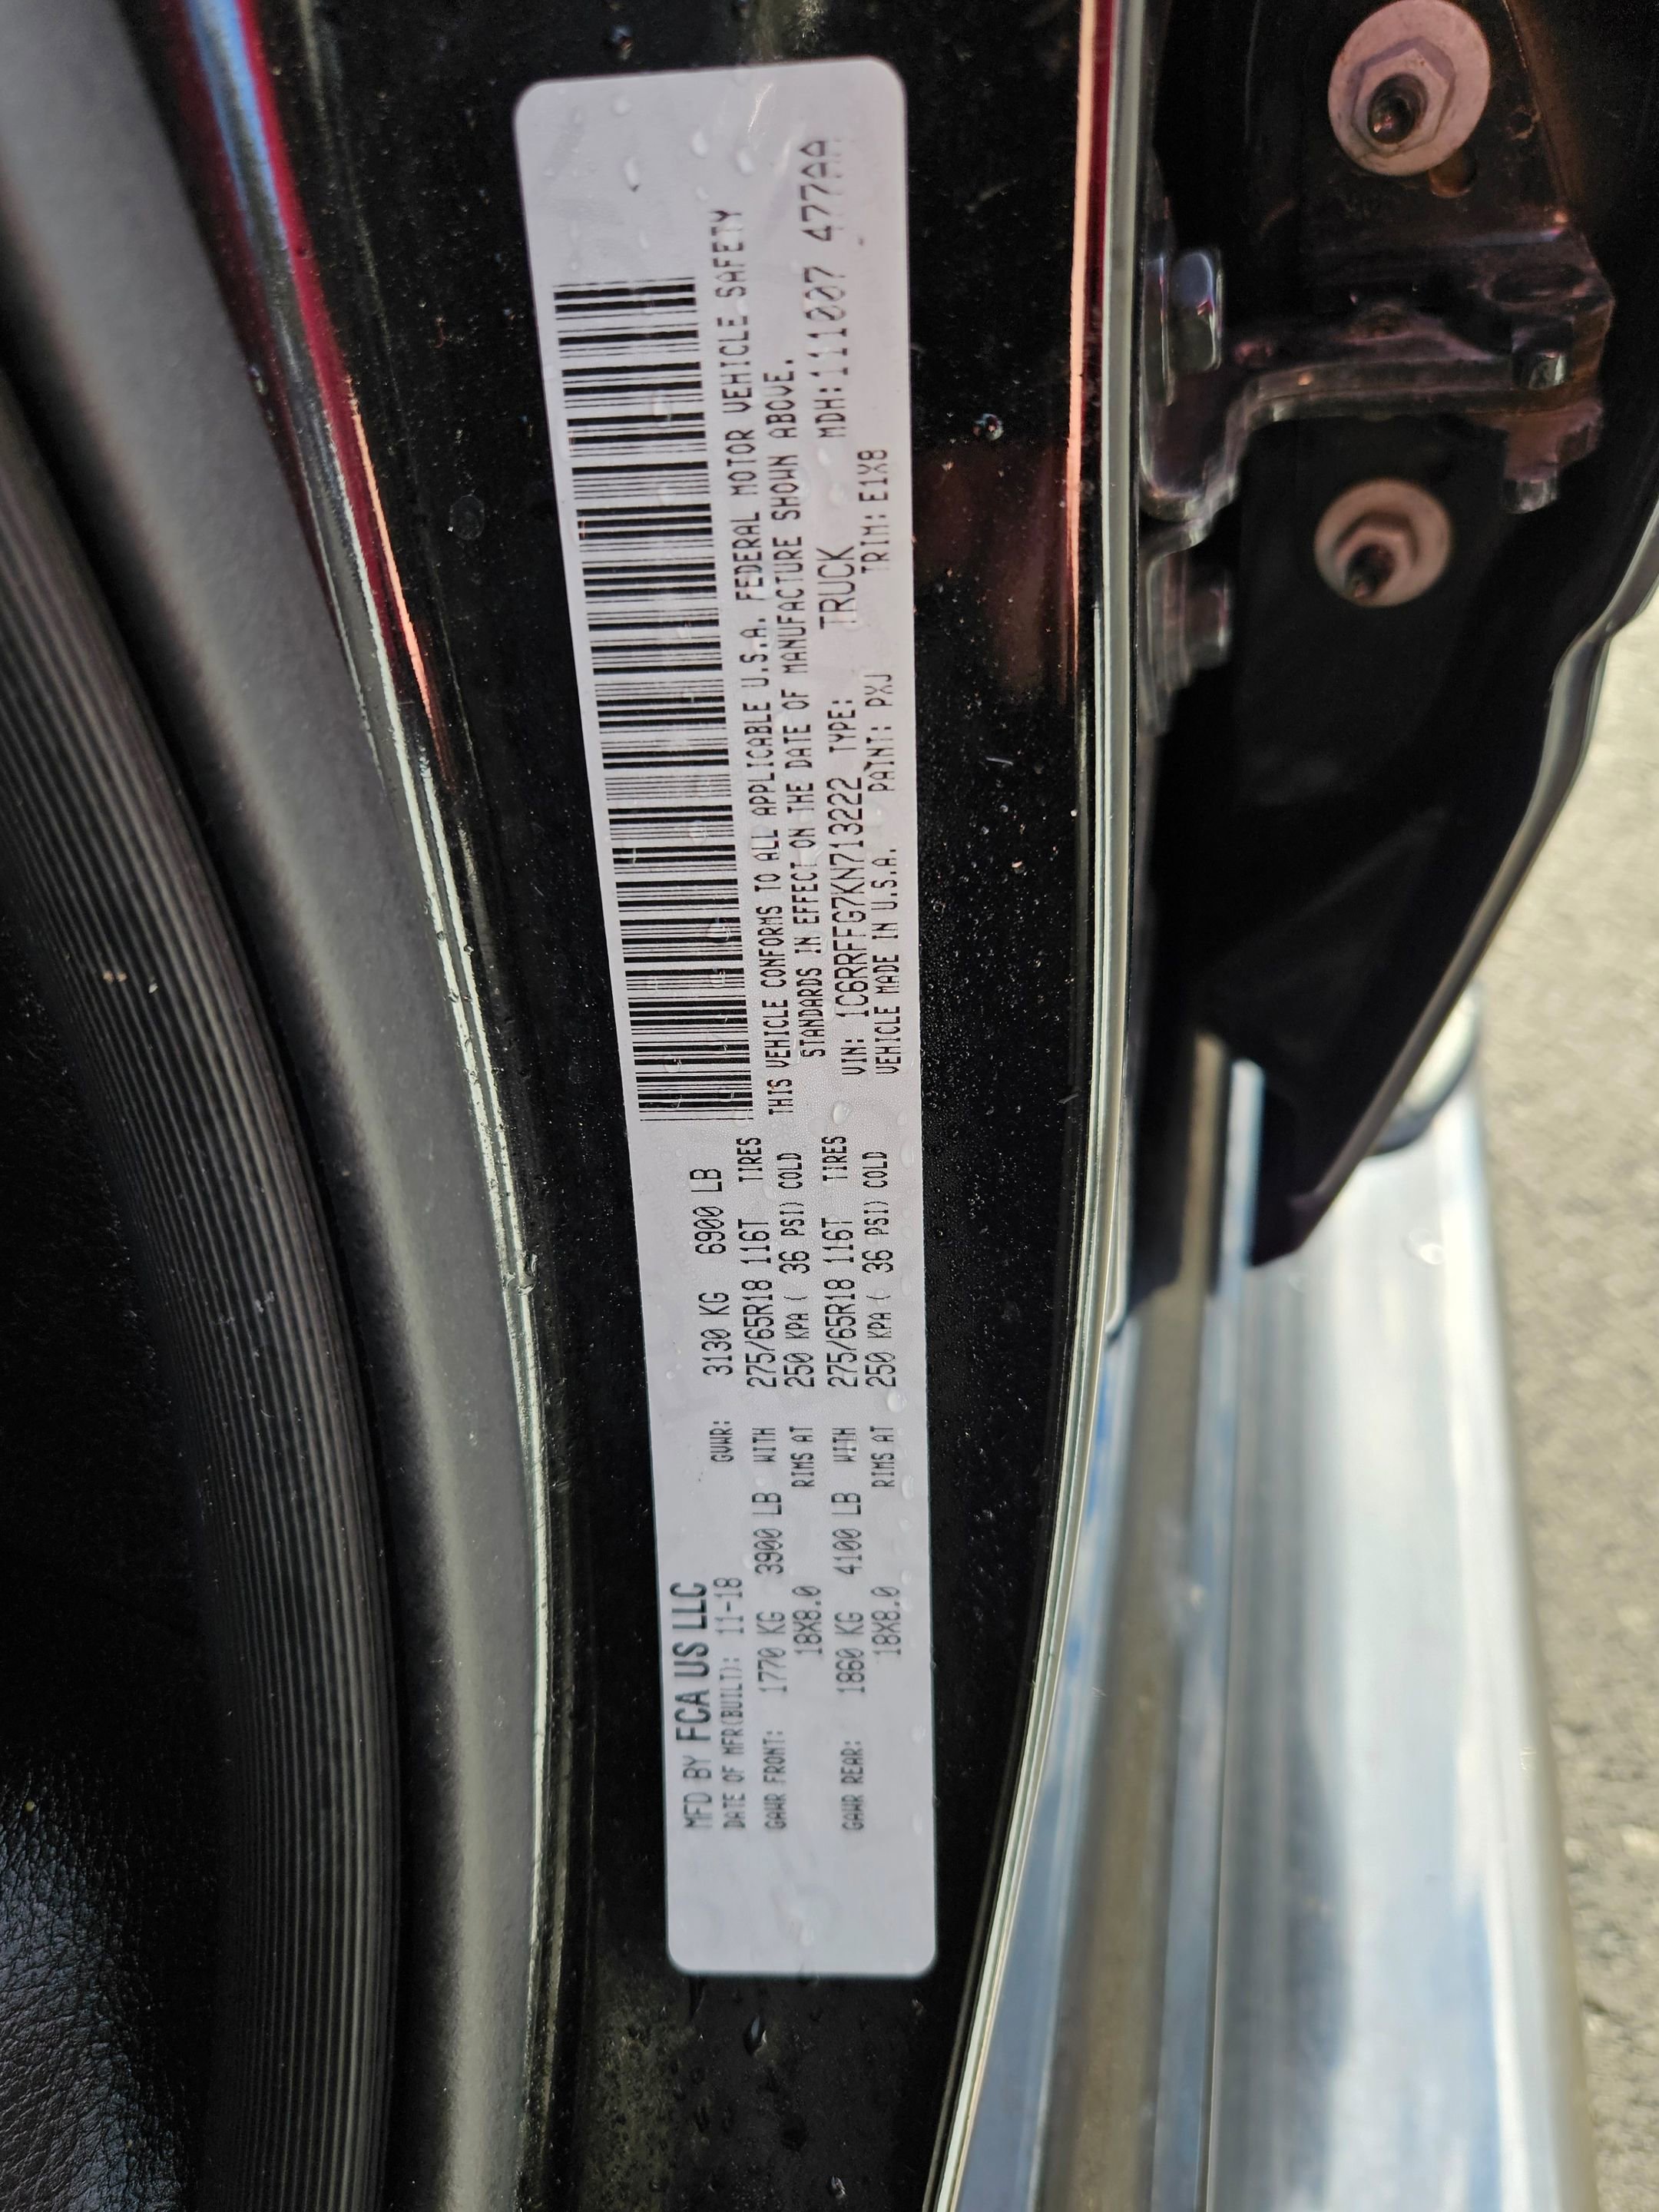 MFD BY FCA US LLC
DATE OF MFR(BUILT): 11-18 GVWR: 3130 KG 6900 LB
GAWR FRONT: 1770 KG 3900 LB WITH 275/65R18 116T TIRES
18X8.0 RIMS AT 250 KPA ( 36 PSI) COLD
GAWR REAR: 1860 KG 4100 LB WITH 275/65R18 116T TIRES
18X8.0 RIMS AT 250 KPA ( 36 PSI) COLD
THIS VEHICLE CONFORMS TO ALL APPLICABLE U.S.A. FEDERAL MOTOR VEHICLE SAFETY
STANDARDS IN EFFECT ON THE DATE OF MANUFACTURE SHOWN ABOVE.
VIN: 1C6RRFFG7KN713222 TYPE: TRUCK MDH:111007 477AA
VEHICLE MADE IN U.S.A. PAINT: PXJ TRIM: E1X8